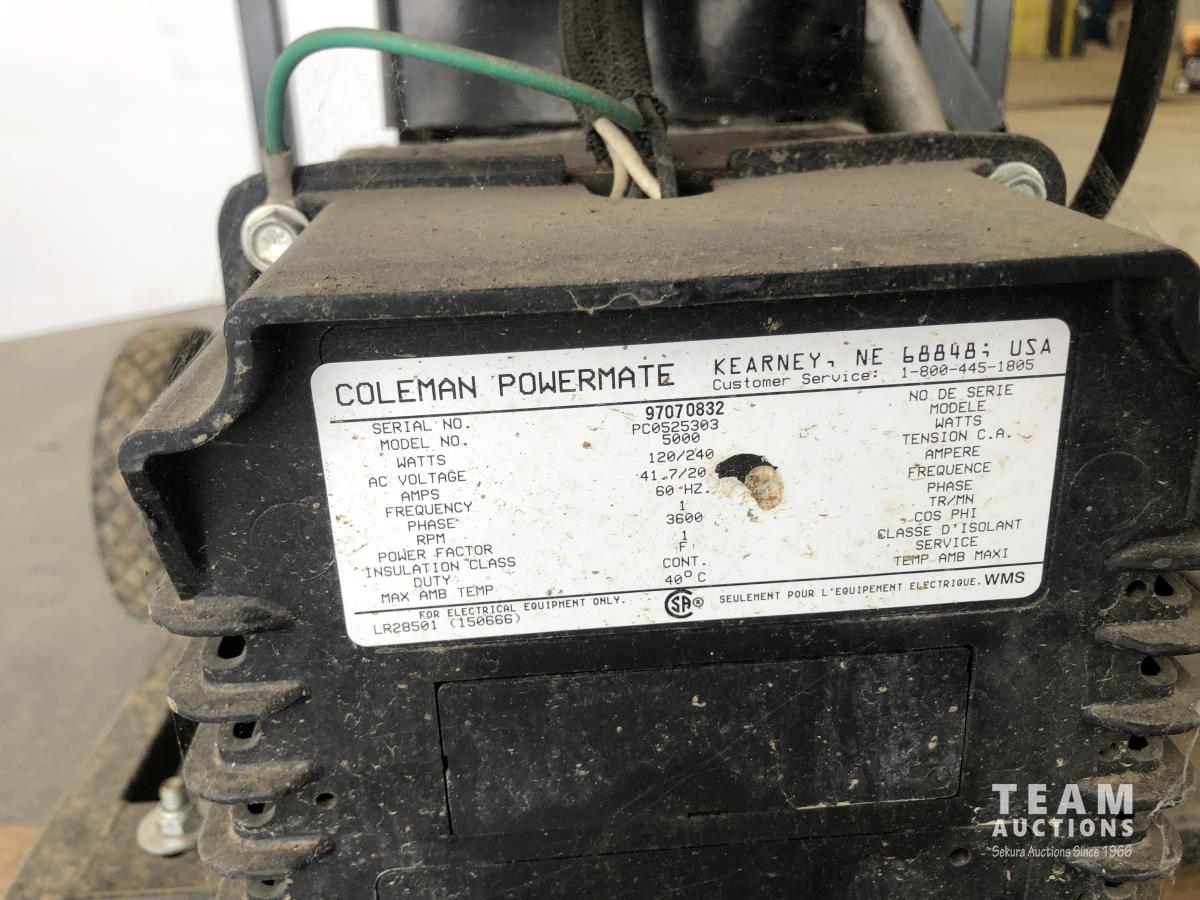 COLEMAN POWERMATE KEARNEY, NE 68848; USA
Customer Service: 1-800-445-1805
SERIAL NO. 97070832 NO DE SERIE
MODEL NO. PC0525303 MODELE
WATTS 5000 WATTS
AC VOLTAGE 120/240 TENSION C.A.
AMPS 41.7/20 AMPERE
FREQUENCY 60 HZ. FREQUENCE
PHASE 1 PHASE
RPM 3600 TR/MN
POWER FACTOR 1 COS PHI
INSULATION CLASS F CLASSE D'ISOLANT
DUTY CONT. SERVICE
MAX AMB TEMP 40°C TEMP AMB MAXI
FOR ELECTRICAL EQUIPMENT ONLY. SA® SEULEMENT POUR L'EQUIPEMENT ELECTRIQUE. WMS
LR28501 (150666)
TEAM
AUCTIONS
Sekura Auctions Since 1966